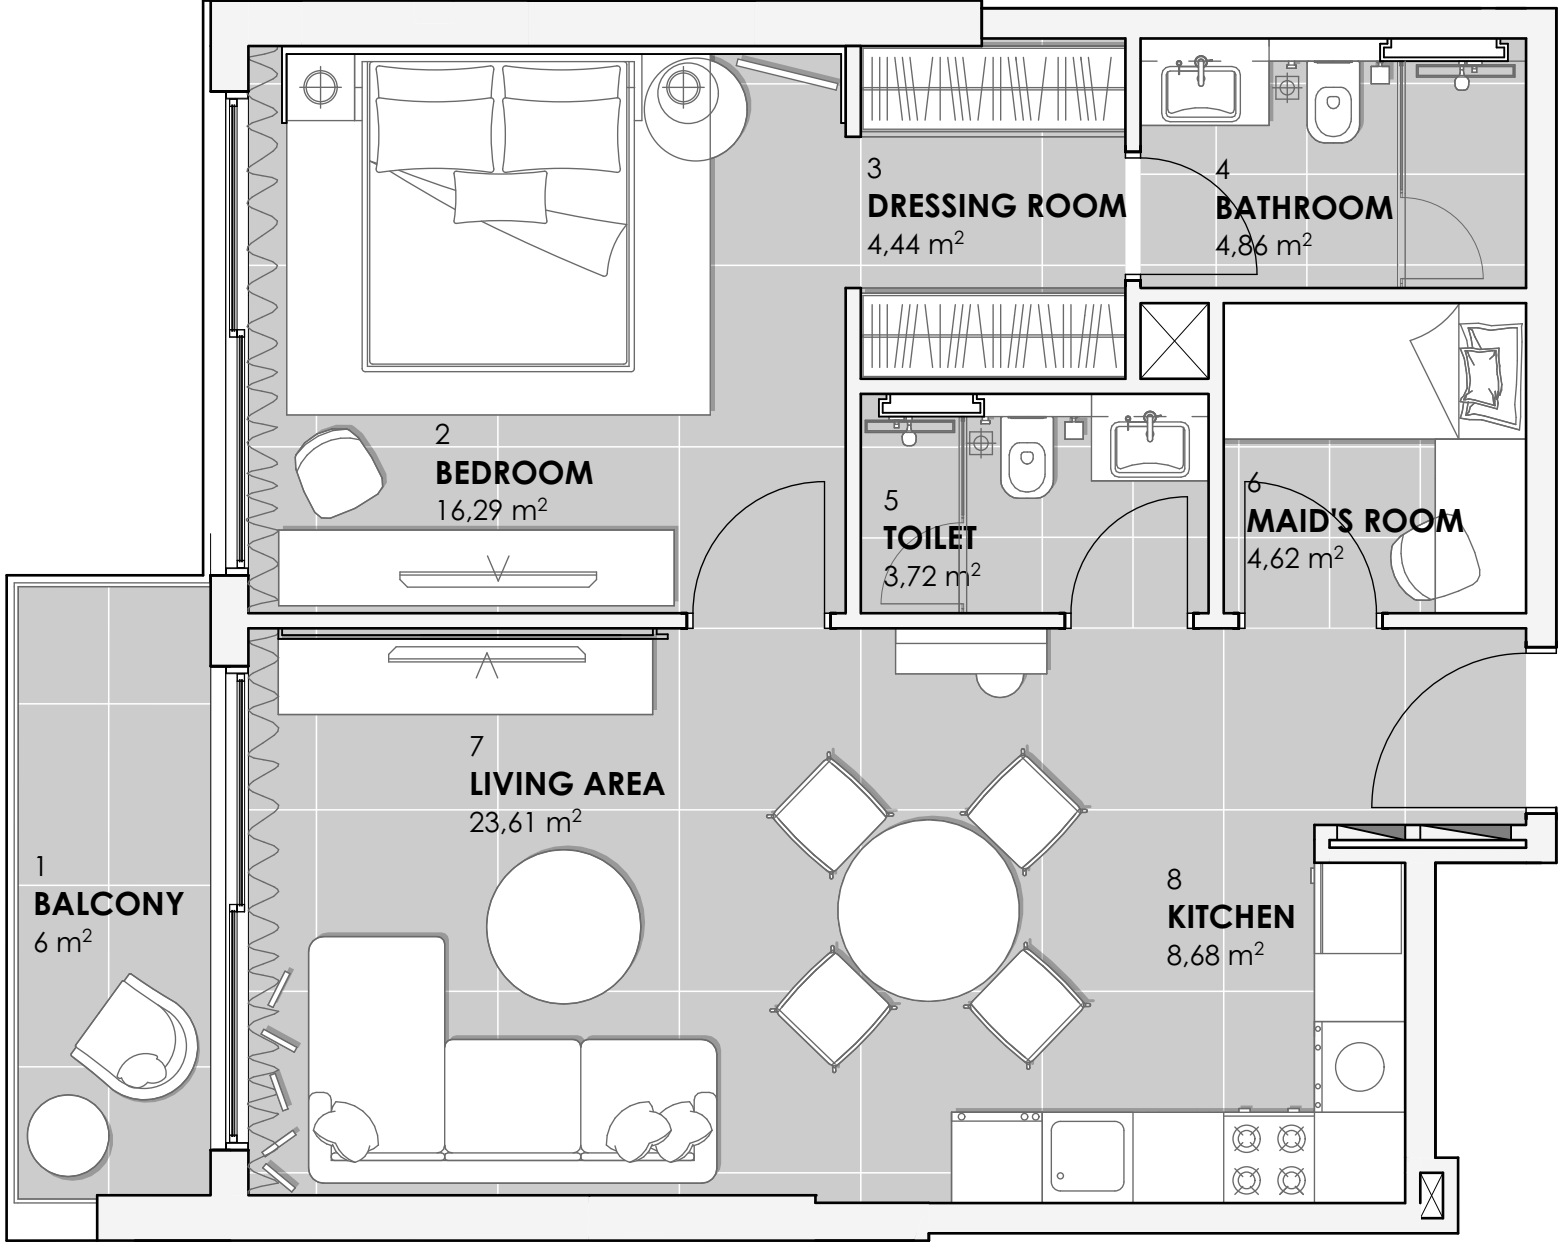 3
DRESSING ROOM
4,44 m²
4
BATHROOM
4,86 m²
2
BEDROOM
16,29 m²
5
TOILET
3,72 m²
6
MAID'S ROOM
4,62 m²
7
LIVING AREA
23,61 m²
1
BALCONY
6 m²
8
KITCHEN
8,68 m²